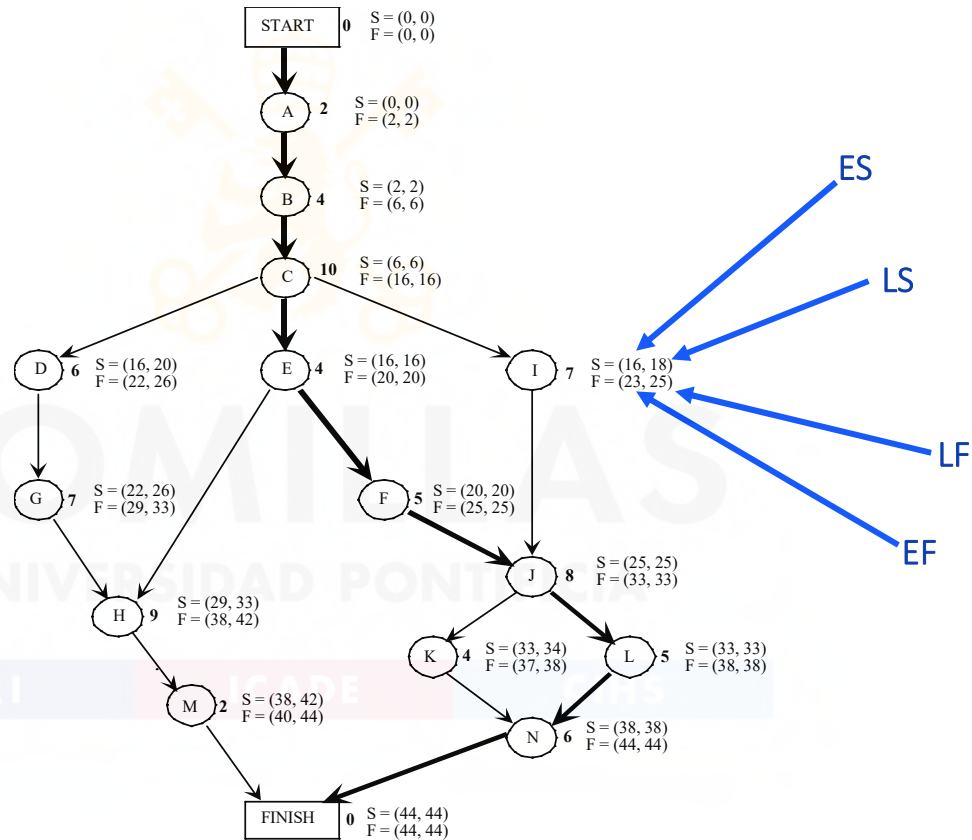 START 0 S = (0, 0)
F = (0, 0)
A 2 S = (0, 0)
F = (2, 2)
B 4 S = (2, 2)
F = (6, 6)
C 10 S = (6, 6)
F = (16, 16)
D 6 S = (16, 20)
F = (22, 26)
E 4 S = (16, 16)
F = (20, 20)
I 7 S = (16, 18)
F = (23, 25)
ES
LS
LF
EF
G 7 S = (22, 26)
F = (29, 33)
F 5 S = (20, 20)
F = (25, 25)
J 8 S = (25, 25)
F = (33, 33)
H 9 S = (29, 33)
F = (38, 42)
K 4 S = (33, 34)
F = (37, 38)
L 5 S = (33, 33)
F = (38, 38)
M 2 S = (38, 42)
F = (40, 44)
N 6 S = (38, 38)
F = (44, 44)
FINISH 0 S = (44, 44)
F = (44, 44)
OMILLAS
NIVERSIDAD PONTIFICIA
ICADE